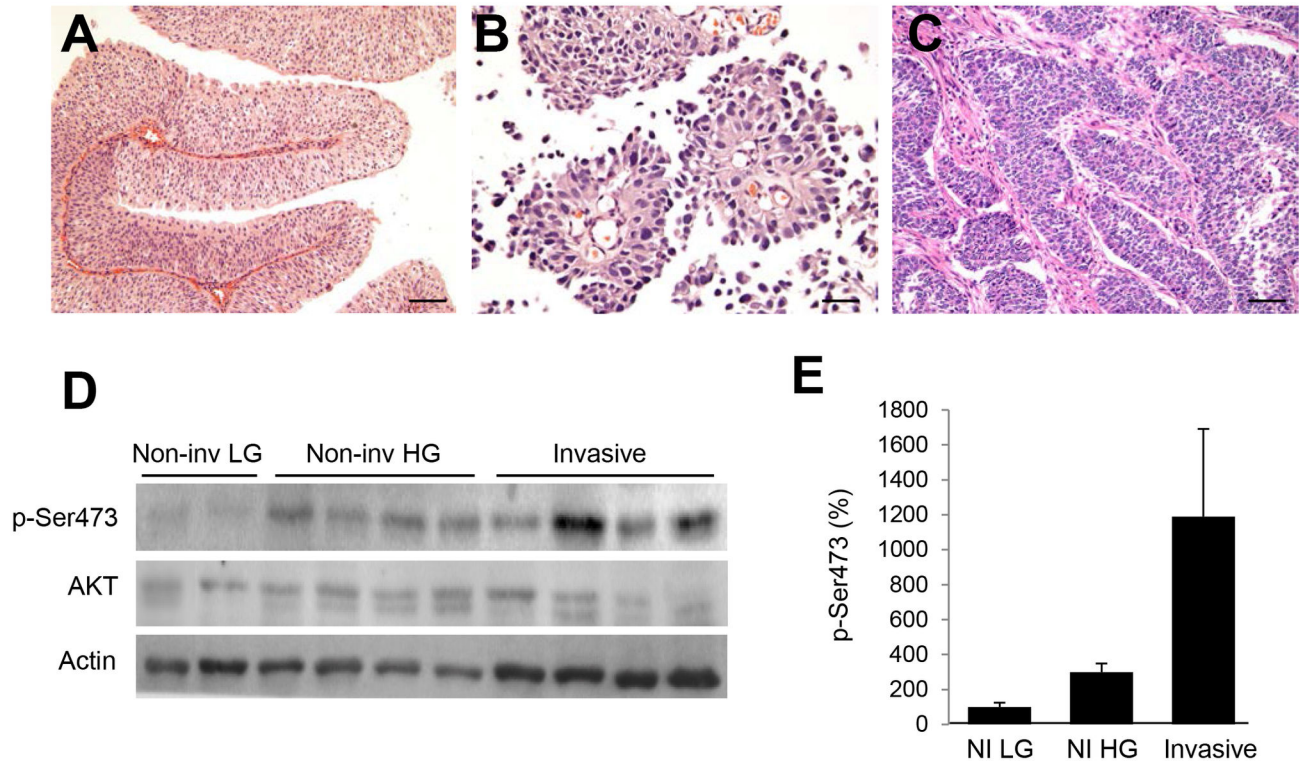 A
B
C
D
Non-inv LG
Non-inv HG
Invasive
p-Ser473
AKT
Actin
E
p-Ser473 (%)
1800
1600
1400
1200
1000
800
600
400
200
0
NI LG
NI HG
Invasive